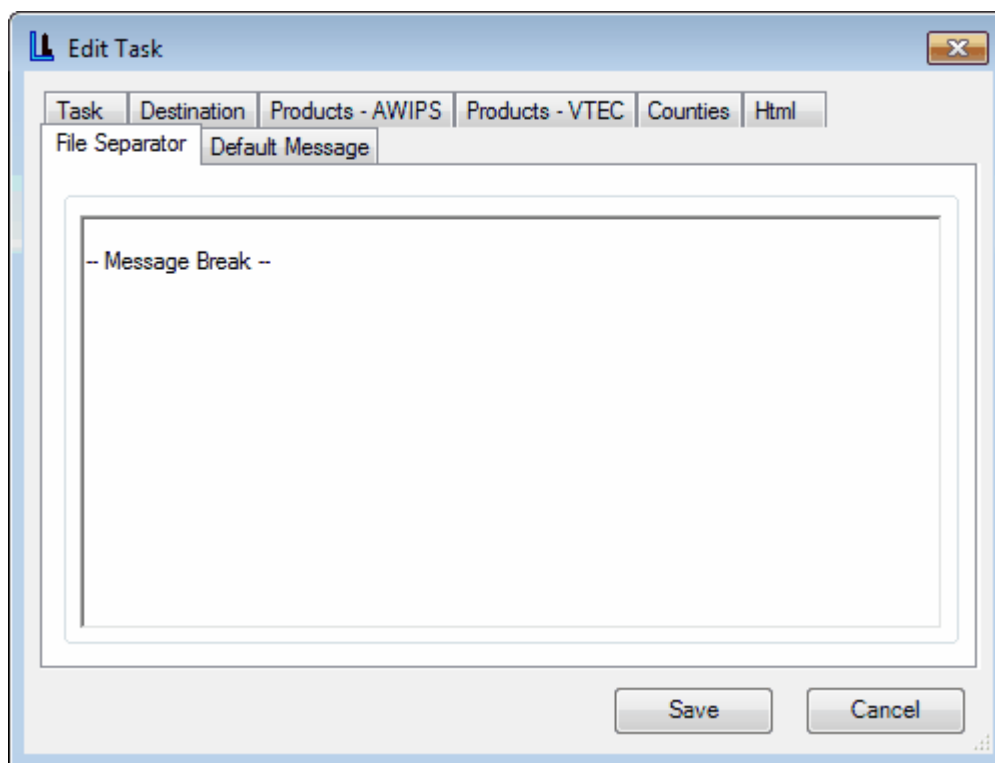 Edit Task
Task Destination Products - AWIPS Products - VTEC Counties Html
File Separator Default Message
-- Message Break --
Save Cancel